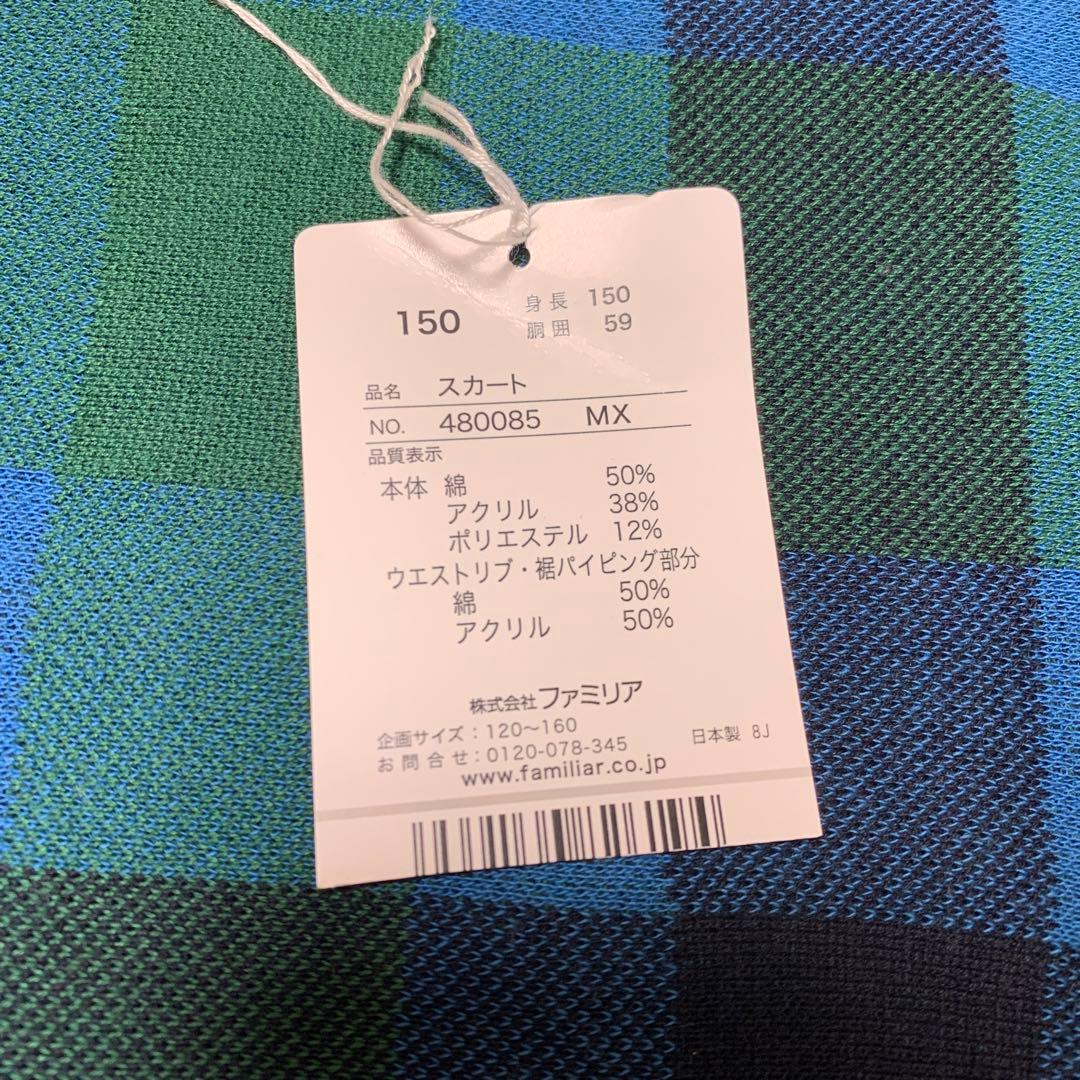 150
身長 150
胴囲 59
品名 スカート
NO. 480085 MX
品質表示
本体 綿 50%
アクリル 38%
ポリエステル 12%
ウエストリブ・裾パイピング部分
綿 50%
アクリル 50%
株式会社ファミリア
企画サイズ:120〜160
お問合せ:0120-078-345 日本製 8J
www.familiar.co.jp